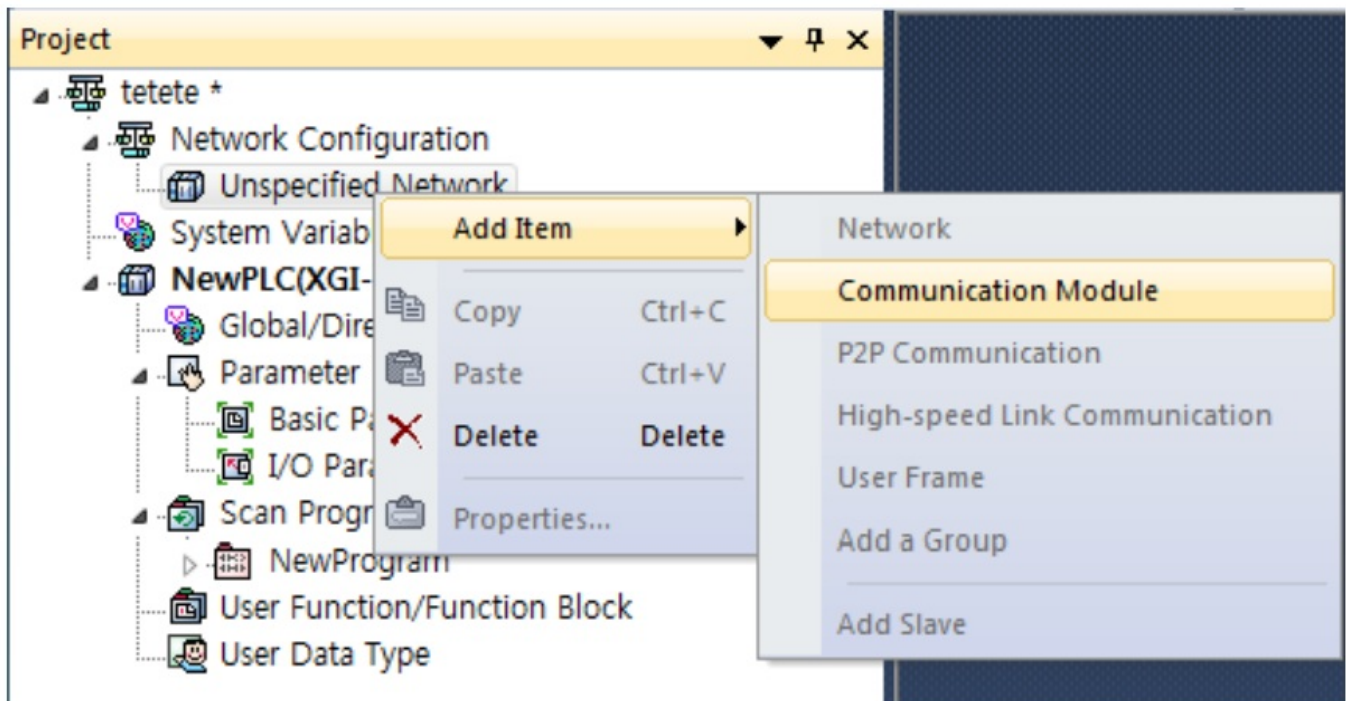 Project
tetete *
Network Configuration
Unspecified Network
System Variab
NewPLC(XGI-
Global/Dire
Parameter
Basic Pa
I/O Para
Scan Progr
NewProgram
User Function/Function Block
User Data Type
Add Item
Copy Ctrl+C
Paste Ctrl+V
Delete Delete
Properties...
Network
Communication Module
P2P Communication
High-speed Link Communication
User Frame
Add a Group
Add Slave